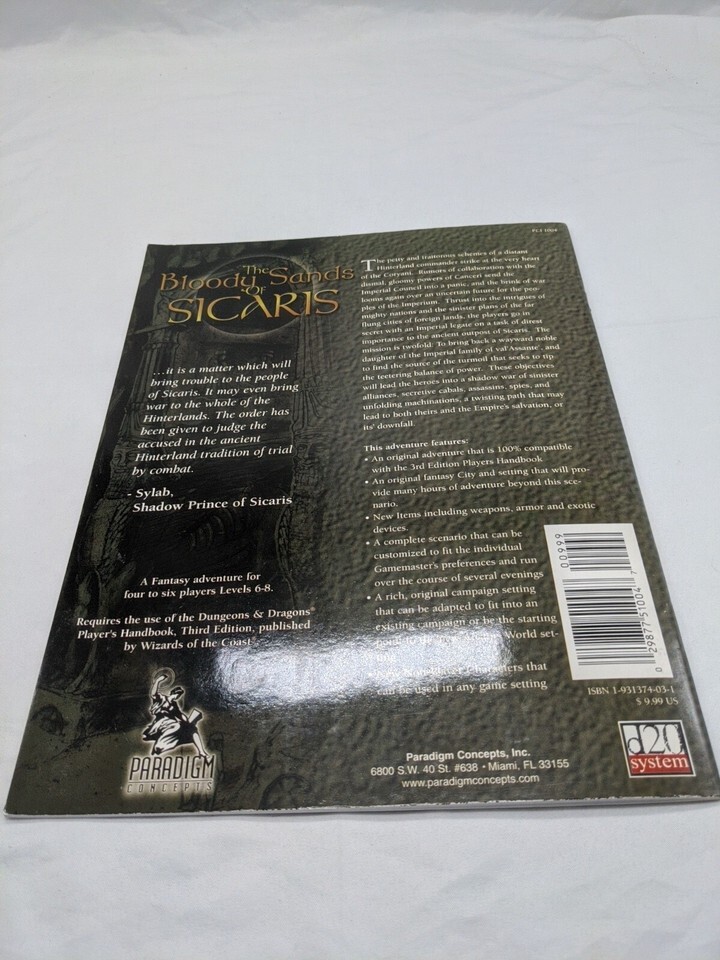 The
Bloody Sands
OF
SICARIS
...it is a matter which will
bring trouble to the people
of Sicaris. It may even bring
war to the whole of the
Hinterlands. The order has
been given to judge the
accused in the ancient
Hinterland tradition of trial
by combat.
- Sylab,
Shadow Prince of Sicaris
A Fantasy adventure for
four to six players Levels 6-8.
Requires the use of the Dungeons & Dragons®
Player's Handbook, Third Edition, published
by Wizards of the Coast®
PARADIGM
CONCEPTS
The petty and traitorous schemes of a distant
Hinterland commander strike at the very heart
of the Coryani. Rumors of collaboration with the
dismal, gloomy powers of Canceri send the
Imperial Council into a panic, and the brink of war
looms again over an uncertain future for the peo-
ples of the Imperium. Thrust into the intrigues of
mighty nations and the sinister plans of the far
flung cities of foreign lands, the players go in
secret with an Imperial legate on a task of direst
importance to the ancient outpost of Sicaris. The
mission is twofold. To bring back a wayward noble
daughter of the Imperial family of val'Assante, and
to find the source of the turmoil that seeks to tip
the teetering balance of power. These objectives
will lead the heroes into a shadow war of sinister
alliances, secretive cabals, assassins, spies, and
unfolding machinations, a twisting path that may
lead to both theirs and the Empire's salvation, or
its' downfall.
This adventure features:
• An original adventure that is 100% compatible
with the 3rd Edition Players Handbook
• An original fantasy City and setting that will pro-
vide many hours of adventure beyond this sce-
nario.
• New Items including weapons, armor and exotic
devices.
• A complete scenario that can be
customized to fit the individual
Gamemaster's preferences and run
over the course of several evenings
• A rich, original campaign setting
that can be adapted to fit into an
existing campaign or be the starting
World set-
Characters that
can be used in any game setting
00999
0 29877 51004 7
ISBN 1-931374-03-1
$ 9.99 US
Paradigm Concepts, Inc.
6800 S.W. 40 St. #638 • Miami, FL 33155
www.paradigmconcepts.com
d20
system